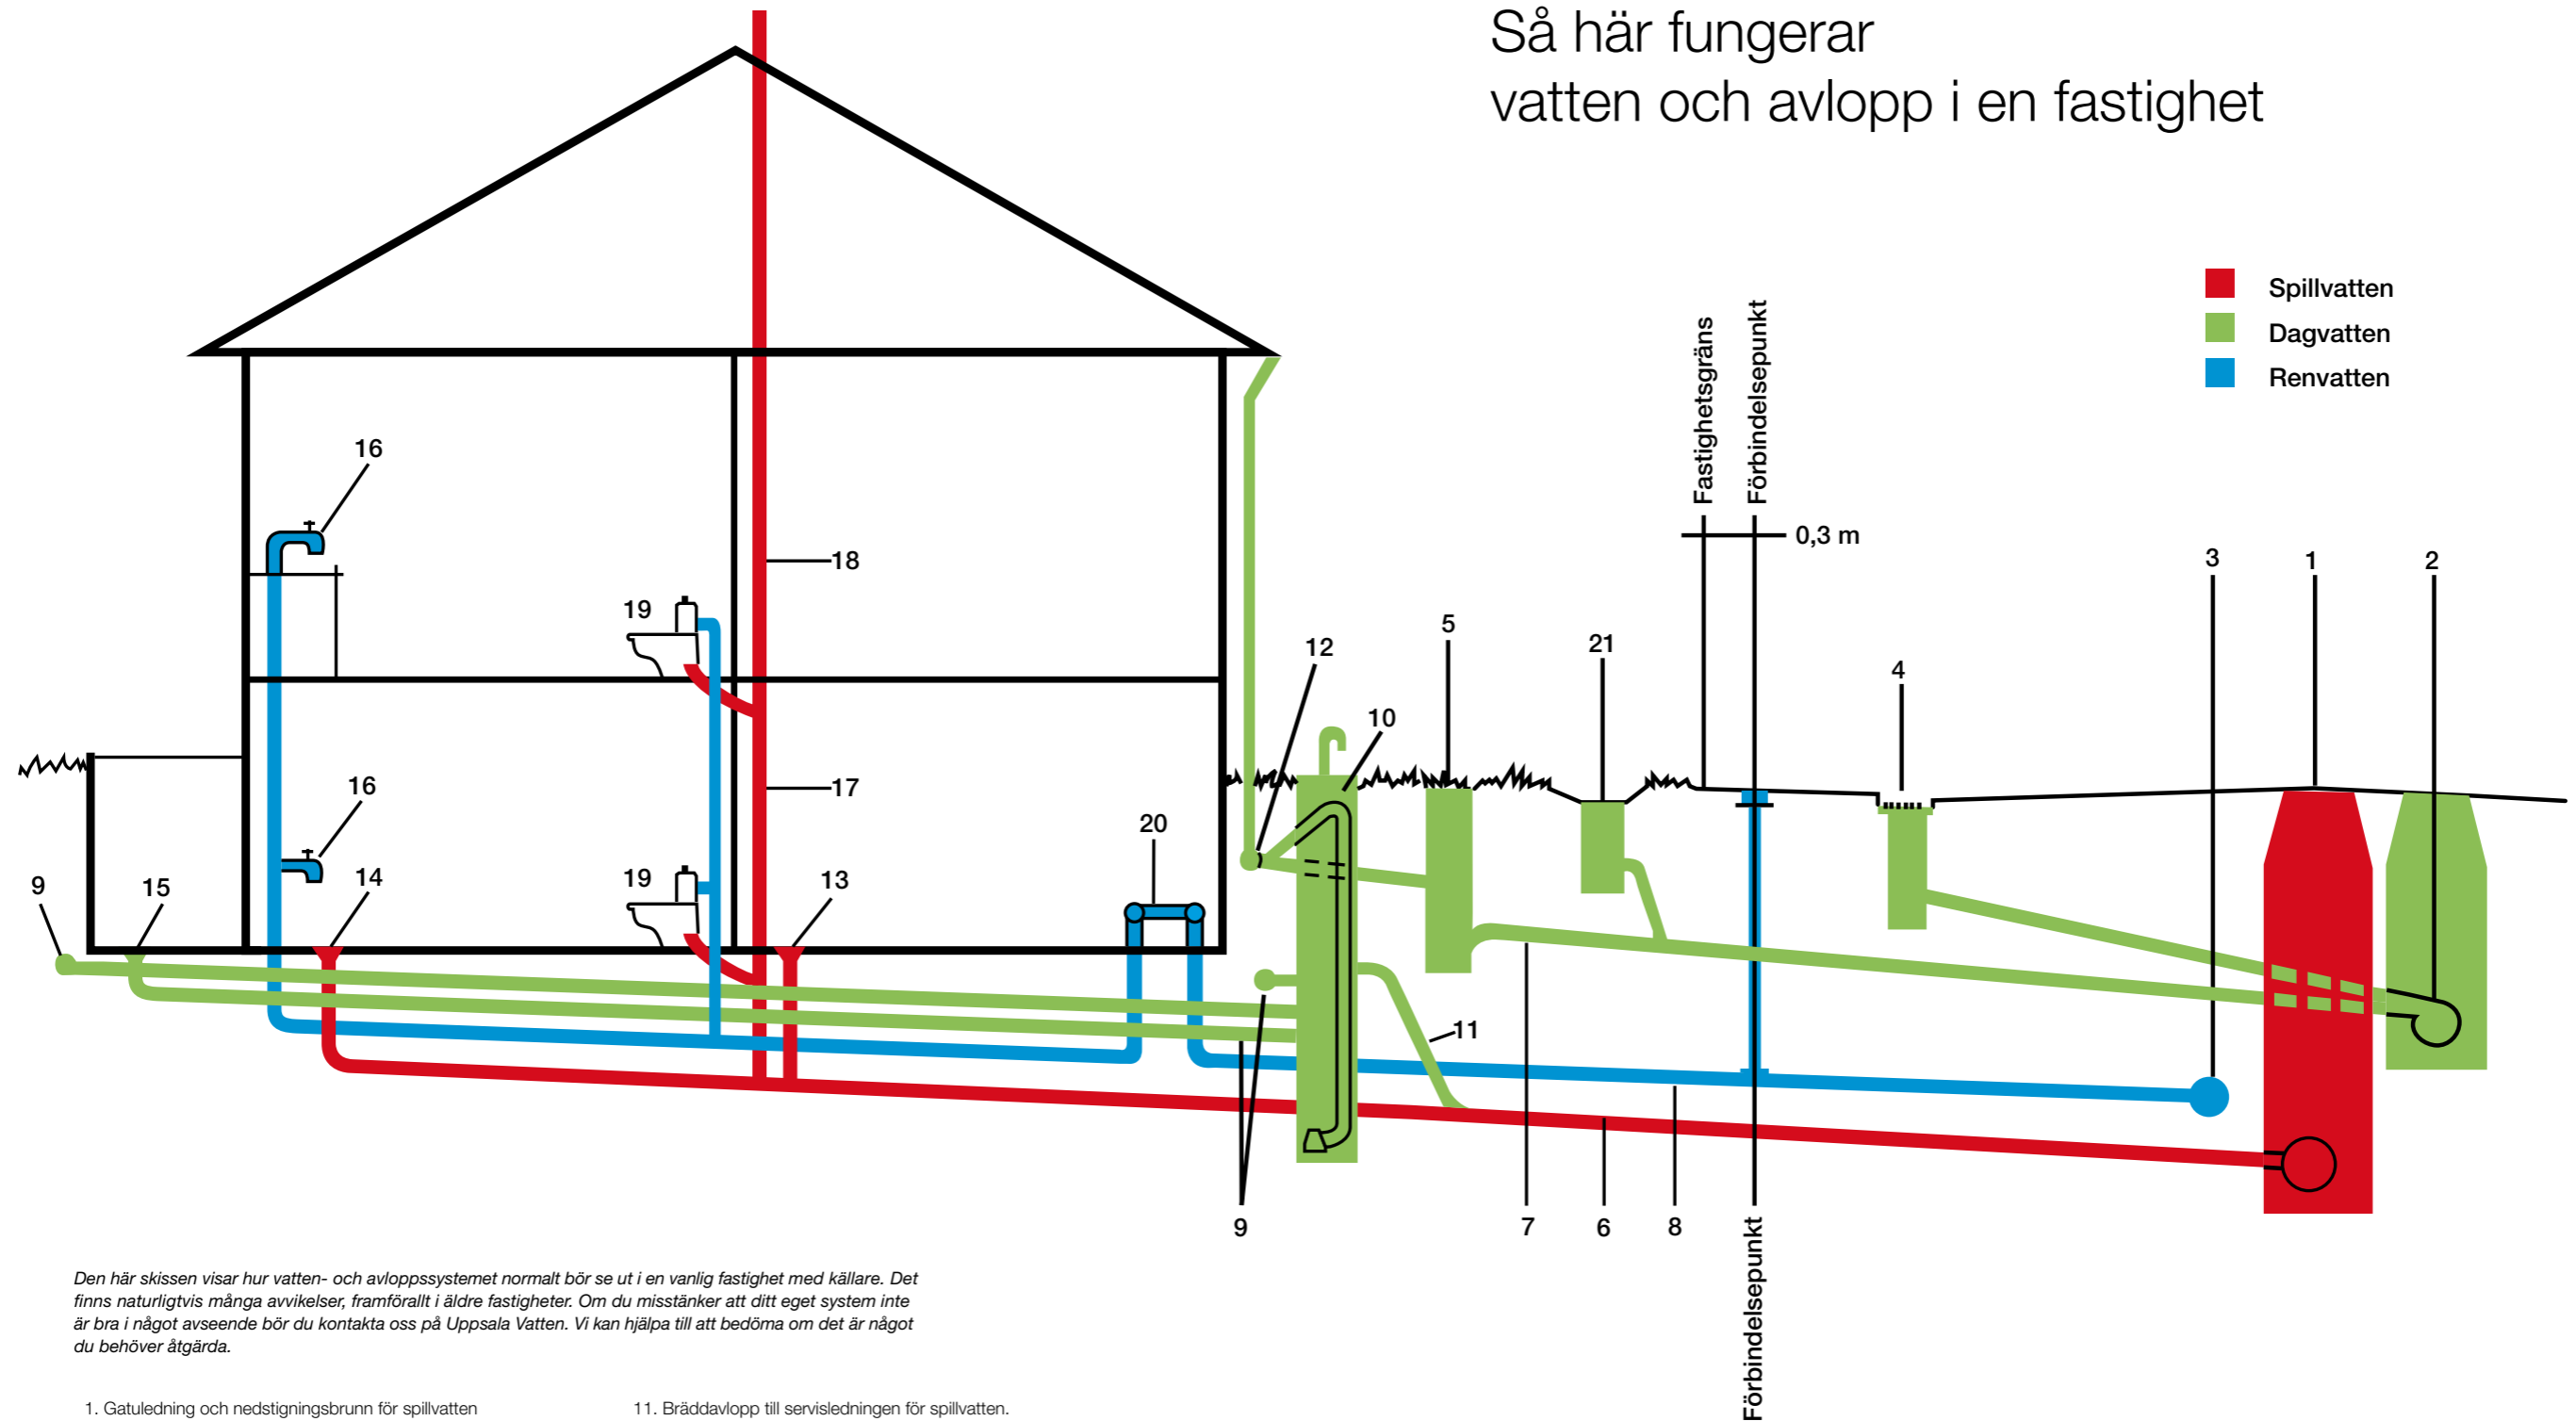 Så här fungerar
vatten och avlopp i en fastighet
Spillvatten
Dagvatten
Renvatten
Fastighetsgräns
Förbindelsepunkt
0,3 m
16
18
19
3
1
2
5
12
21
4
10
17
16
20
9
15
14
19
13
11
9
7
6
8
Förbindelsepunkt
Den här skissen visar hur vatten- och avloppssystemet normalt bör se ut i en vanlig fastighet med källare. Det
finns naturligtvis många avvikelser, framförallt i äldre fastigheter. Om du misstänker att ditt eget system inte
är bra i något avseende bör du kontakta oss på Uppsala Vatten. Vi kan hjälpa till att bedöma om det är något
du behöver åtgärda.
1. Gatuledning och nedstigningsbrunn för spillvatten
11. Bräddavlopp till servisledningen för spillvatten.